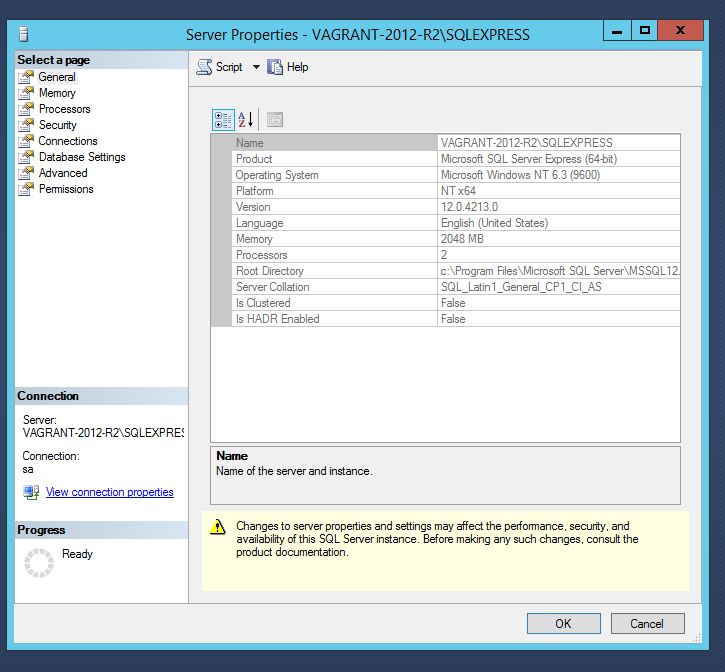 Server Properties - VAGRANT-2012-R2\SQLEXPRESS
Select a page
General
Memory
Processors
Security
Connections
Database Settings
Advanced
Permissions
Script Help
Name VAGRANT-2012-R2\SQLEXPRESS
Product Microsoft SQL Server Express (64-bit)
Operating System Microsoft Windows NT 6.3 (9600)
Platform NT x64
Version 12.0.4213.0
Language English (United States)
Memory 2048 MB
Processors 2
Root Directory c:\Program Files\Microsoft SQL Server\MSSQL12.
Server Collation SQL_Latin1_General_CP1_CI_AS
Is Clustered False
Is HADR Enabled False
Connection
Server:
VAGRANT-2012-R2\SQLEXPRES
Connection:
sa
View connection properties
Progress
Ready
Name
Name of the server and instance.
Changes to server properties and settings may affect the performance, security, and
availability of this SQL Server instance. Before making any such changes, consult the
product documentation.
OK Cancel